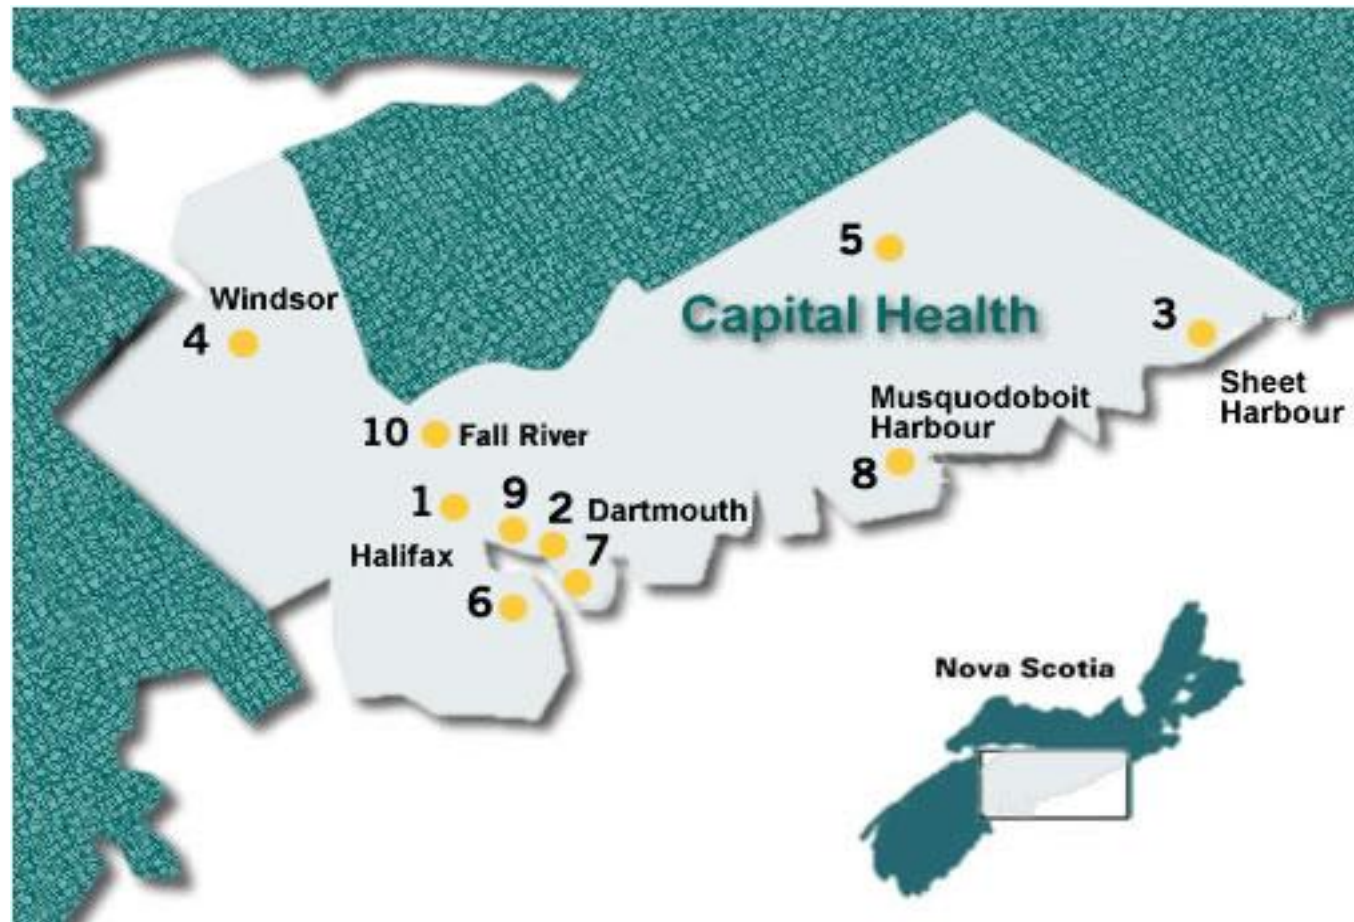 5
Capital Health
3
Windsor
4
Sheet
Harbour
Musquodoboit
Harbour
8
10
Fall River
1
9
2
Dartmouth
7
Halifax
6
Nova Scotia